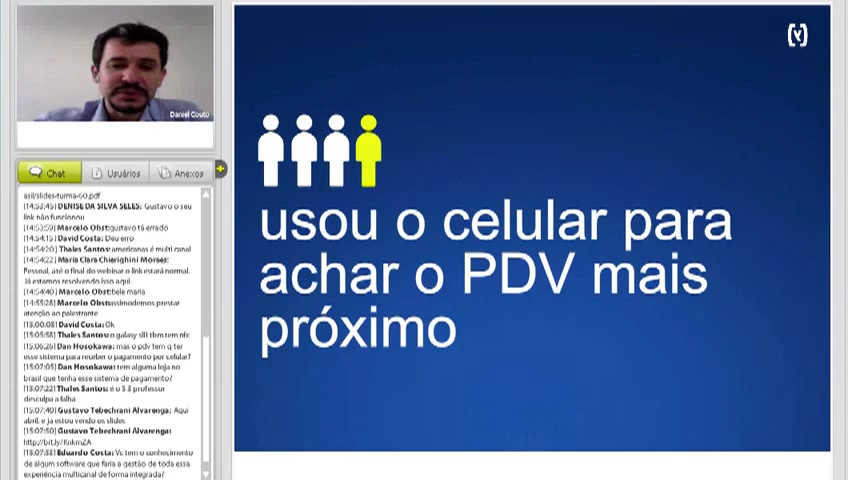 Daniel Couto
Chat
Usuários
Anexos
asil/slides-turma-60.pdf
[14:53:45] DENISE DA SILVA SELES: Gustavo o seu
link não funcionou
[14:53:59] Marcelo Obst: gustavo tá errado
[14:54:15] David Costa: Deu erro
[14:54:20] Thales Santos: americanas é multi canal
[14:54:22] Maria Clara Chierighini Moraes:
Pessoal, até o final do webinar o link estará normal.
Já estamos resolvendo isso aqui.
[14:54:40] Marcelo Obst: bele maria
[14:55:28] Marcelo Obst: assimodemos prestar
atenção ao palestrante
[15:00:08] David Costa: Ok
[15:05:58] Thales Santos: o galaxy sIII tbm tem nfc
[15:06:26] Dan Hosokawa: mas o pdv tem q ter
esse sistema para receber o pagamento por celular?
[15:07:05] Dan Hosokawa: tem alguma loja no
brasil que tenha esse sistema de pagamento?
[15:07:22] Thales Santos: é o S 3 professor
desculpa a falha
[15:07:40] Gustavo Tebechrani Alvarenga: Aqui
abril, e ja estou vendo os slides
[15:07:50] Gustavo Tebechrani Alvarenga:
http://bit.ly/KnkmZA
Eduardo Costa: Vc tem o conhecimento
de algum software que faria a gestão de toda essa
experiência multicanal de forma integrada?
usou o celular para
achar o PDV mais
próximo